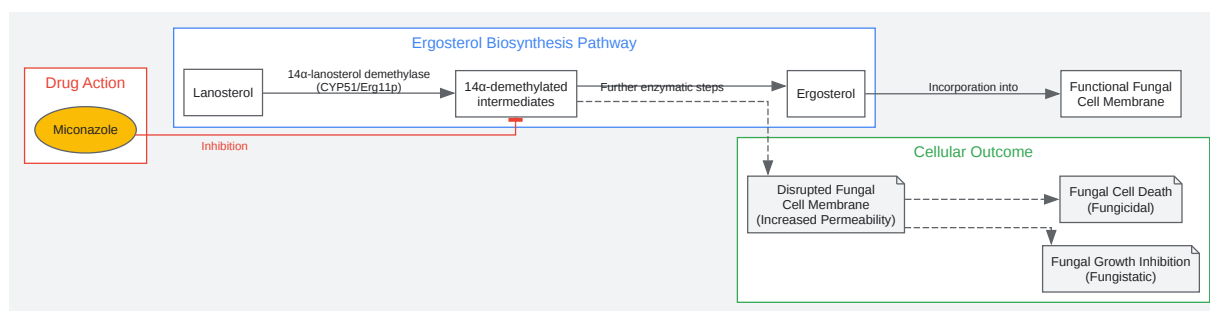 Ergosterol Biosynthesis Pathway
Drug Action
Miconazole
Inhibition
Lanosterol
14α-lanosterol demethylase
(CYP51/Erg11p)
14α-demethylated
intermediates
Further enzymatic steps
Ergosterol
Incorporation into
Functional Fungal
Cell Membrane
Cellular Outcome
Disrupted Fungal
Cell Membrane
(Increased Permeability)
Fungal Cell Death
(Fungicidal)
Fungal Growth Inhibition
(Fungistatic)